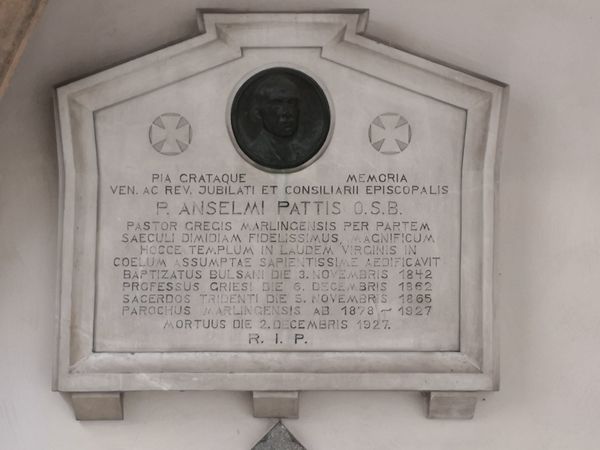 PIA GRATAQUE MEMORIA
VEN. AC REV. JUBILATI ET CONSILIARII EPISCOPALIS
P. ANSELMI PATTIS O.S.B.
PASTOR GREGIS MARLINGENSIS PER PARTEM
SAECULI DIMIDIAM FIDELISSIMUS, MAGNIFICUM
HOCCE TEMPLUM IN LAUDEM VIRGINIS IN
COELUM ASSUMPTAE SAPIENTISSIME AEDIFICAVIT
BAPTIZATUS BULSANI DIE 3. NOVEMBRIS 1842
PROFESSUS GRIESI DIE 6. DECEMBRIS 1862
SACERDOS TRIDENTI DIE 5. NOVEMBRIS 1865
PAROCHUS MARLINGENSIS AB 1878 ~ 1927
MORTUUS DIE 2. DECEMBRIS 1927.
R. I. P.